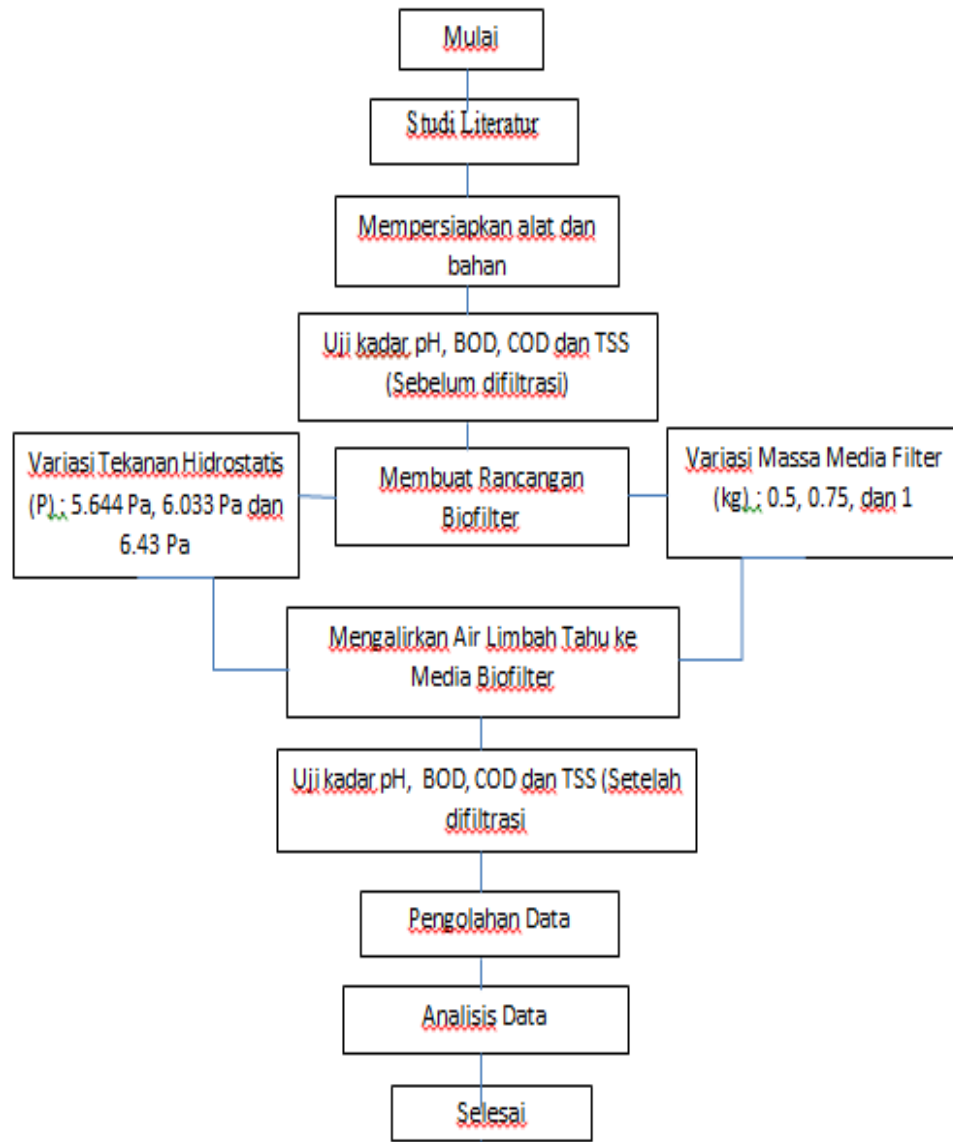 Mulai
Studi Literatur
Mempersiapkan alat dan
bahan
Uji kadar pH, BOD, COD dan TSS
(Sebelum difiltrasi)
Variasi Tekanan Hidrostatis
(P) ; 5.644 Pa, 6.033 Pa dan
6.43 Pa
Membuat Rancangan
Biofilter
Variasi Massa Media Filter
(kg) ; 0.5, 0.75, dan 1
Mengalirkan Air Limbah Tahu ke
Media Biofilter
Uji kadar pH, BOD, COD dan TSS (Setelah
difiltrasi
Pengolahan Data
Analisis Data
Selesai